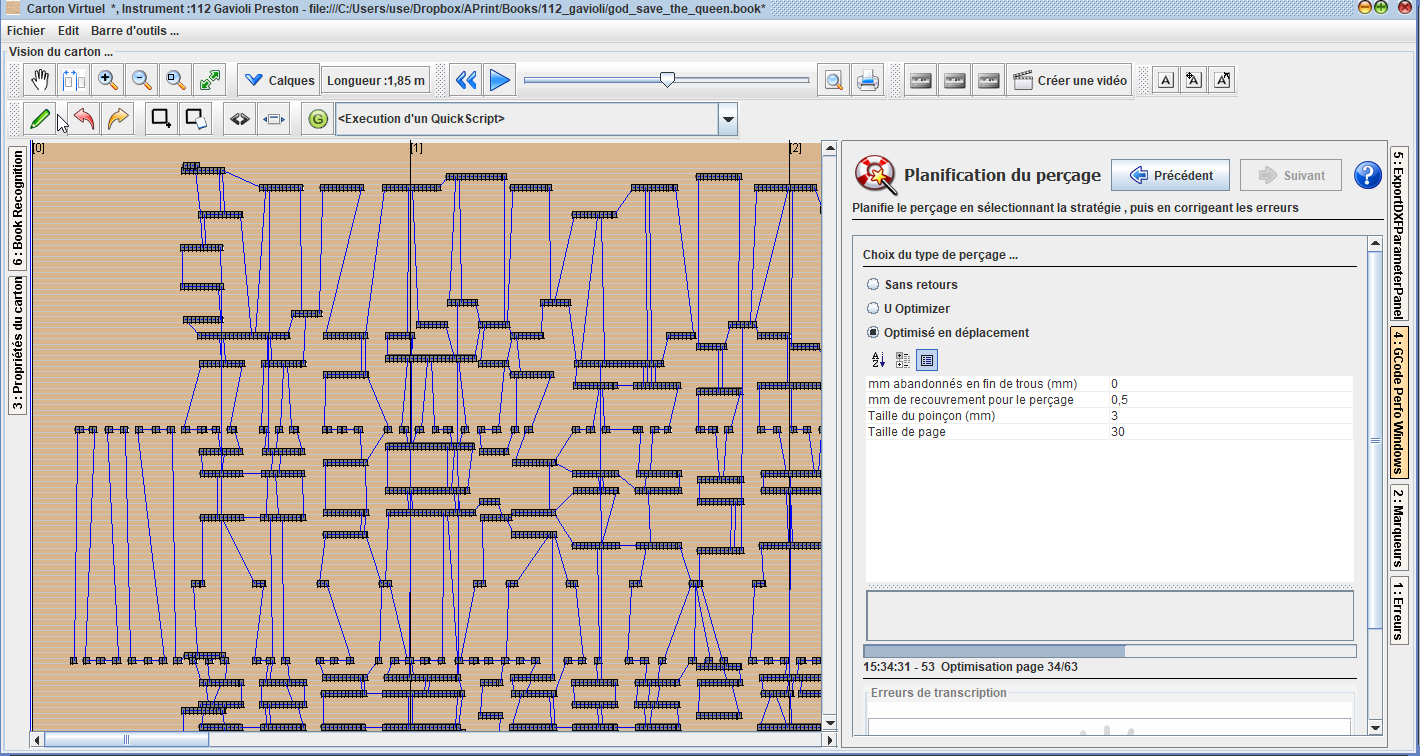 Carton Virtuel *, Instrument :112 Gavioli Preston - file:///C:/Users/use/Dropbox/APrint/Books/112_gavioli/god_save_the_queen.book*
Fichier Edit Barre d'outils ...
Vision du carton ...
Calques Longueur :1,85 m Créer une vidéo A A A
G <Execution d'un QuickScript>
6 : Book Recognition
3 : Propriétés du carton
[0] [1] [2]
Planification du perçage Précédent Suivant ?
Planifie le perçage en sélectionnant la stratégie , puis en corrigeant les erreurs
Choix du type de perçage ...
Sans retours
U Optimizer
Optimisé en déplacement
A Z
mm abandonnés en fin de trous (mm) 0
mm de recouvrement pour le perçage 0,5
Taille du poinçon (mm) 3
Taille de page 30
15:34:31 - 53 Optimisation page 34/63
Erreurs de transcription
5 : ExportDXFParameterPanel
4 : GCode Perfo Windows
2 : Marqueurs
1 : Erreurs